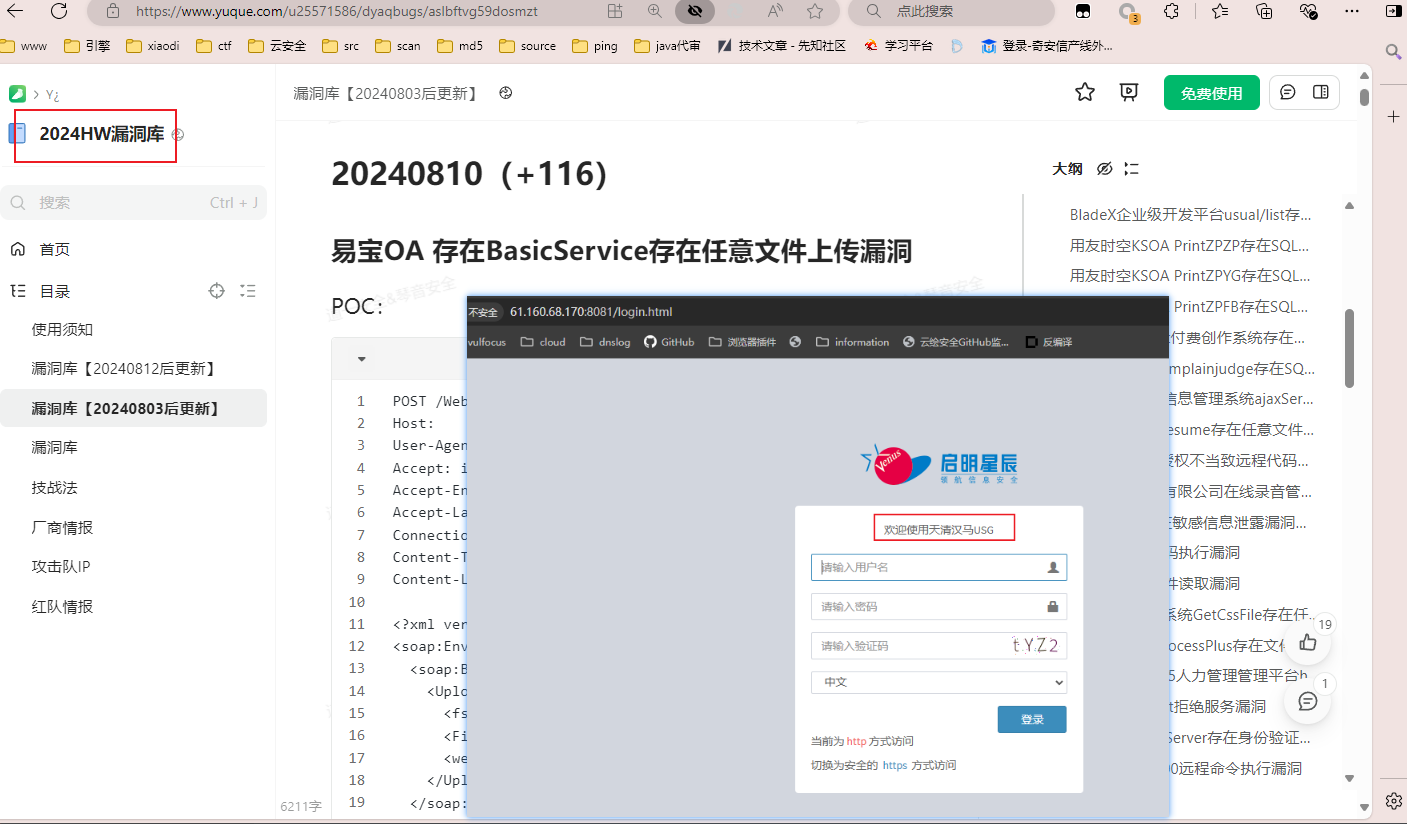 https://www.yuque.com/u25571586/dyaqbugs/aslbftvg59dosmzt
点此搜索
3
www 引擎 xiaodi ctf 云安全 src scan md5 source ping java代审 技术文章 - 先知社区 学习平台 登录-奇安信产线外...
2024HW漏洞库
搜索 Ctrl + J
首页
目录
使用须知
漏洞库【20240812后更新】
漏洞库【20240803后更新】
漏洞库
技战法
厂商情报
攻击队IP
红队情报
漏洞库【20240803后更新】
免费使用
20240810（+116）
易宝OA 存在BasicService存在任意文件上传漏洞
POC：
1 POST /Web
2 Host:
3 User-Agen
4 Accept: i
5 Accept-En
6 Accept-La
7 Connectio
8 Content-T
9 Content-L
10
11 <?xml ver
12 <soap:Env
13 <soap:B
14 <Uplo
15 <fs
16 <Fi
17 <we
18 </Upl
19 </soap:
6211字
不安全 61.160.68.170:8081/login.html
vulfocus cloud dnslog GitHub 浏览器插件 information 云绘安全GitHub监... 反编译
Venus
启明星辰
领航信息安全
欢迎使用天清汉马USG
请输入用户名
请输入密码
请输入验证码 tYZ2
中文
登录
当前为 http 方式访问
切换为安全的 https 方式访问
大纲
BladeX企业级开发平台usual/list存...
用友时空KSOA PrintZPZP存在SQL...
用友时空KSOA PrintZPYG存在SQL...
PrintZPFB存在SQL...
付费创作系统存在...
mplainjudge存在SQ...
信息管理系统ajaxSer...
esume存在任意文件...
授权不当致远程代码...
有限公司在线录音管...
敏感信息泄露漏洞...
码执行漏洞
件读取漏洞
系统GetCssFile存在任...
ocessPlus存在文件
5人力管理管理平台
t拒绝服务漏洞
Server存在身份验证...
00远程命令执行漏洞
19
1